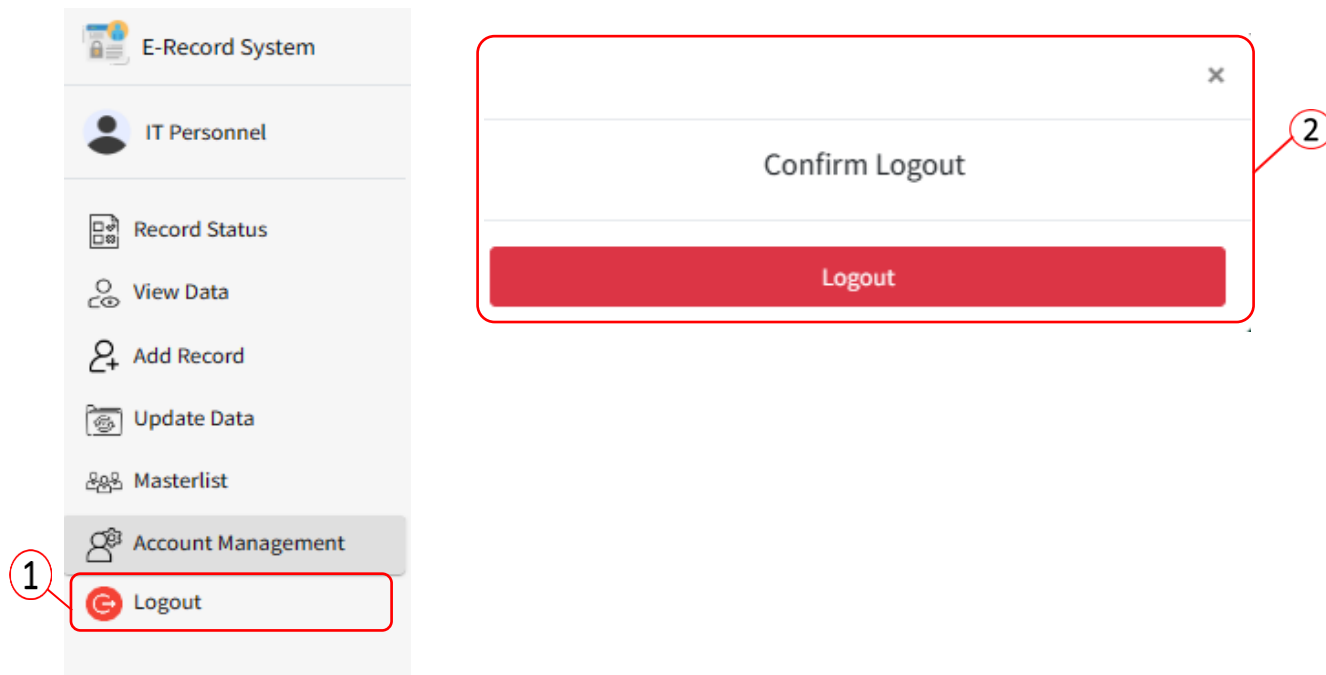 E-Record System
IT Personnel
Record Status
View Data
Add Record
Update Data
Masterlist
Account Management
1
Logout
×
Confirm Logout
Logout
2